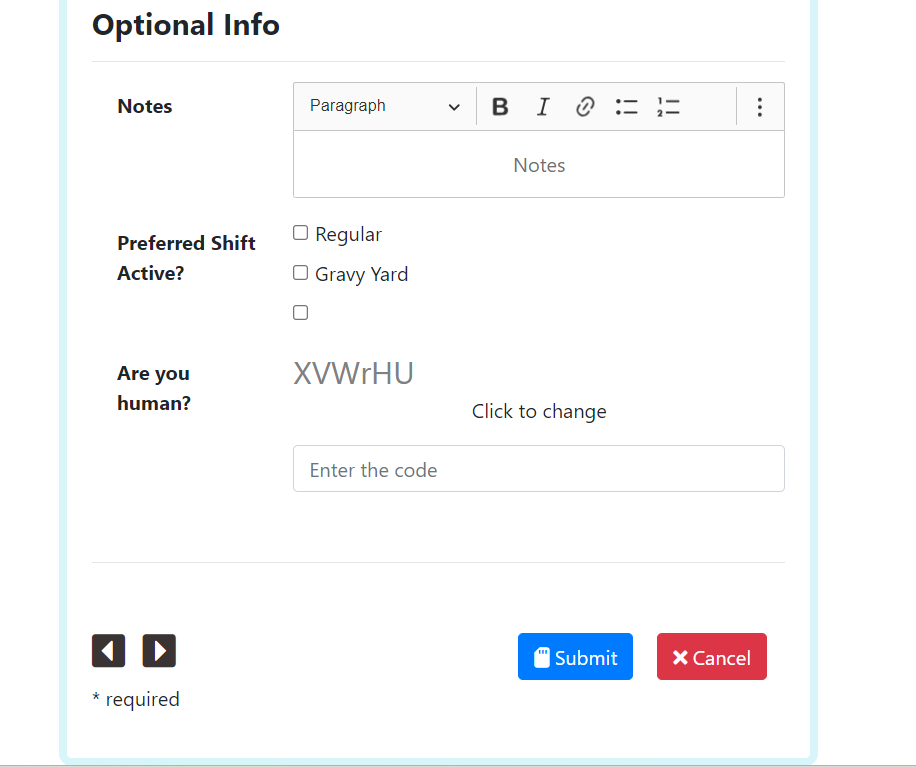 Optional Info
Notes
Paragraph
Notes
Preferred Shift
Active?
Regular
Gravy Yard
Are you
human?
XVWrHU
Click to change
Enter the code
Submit
Cancel
* required